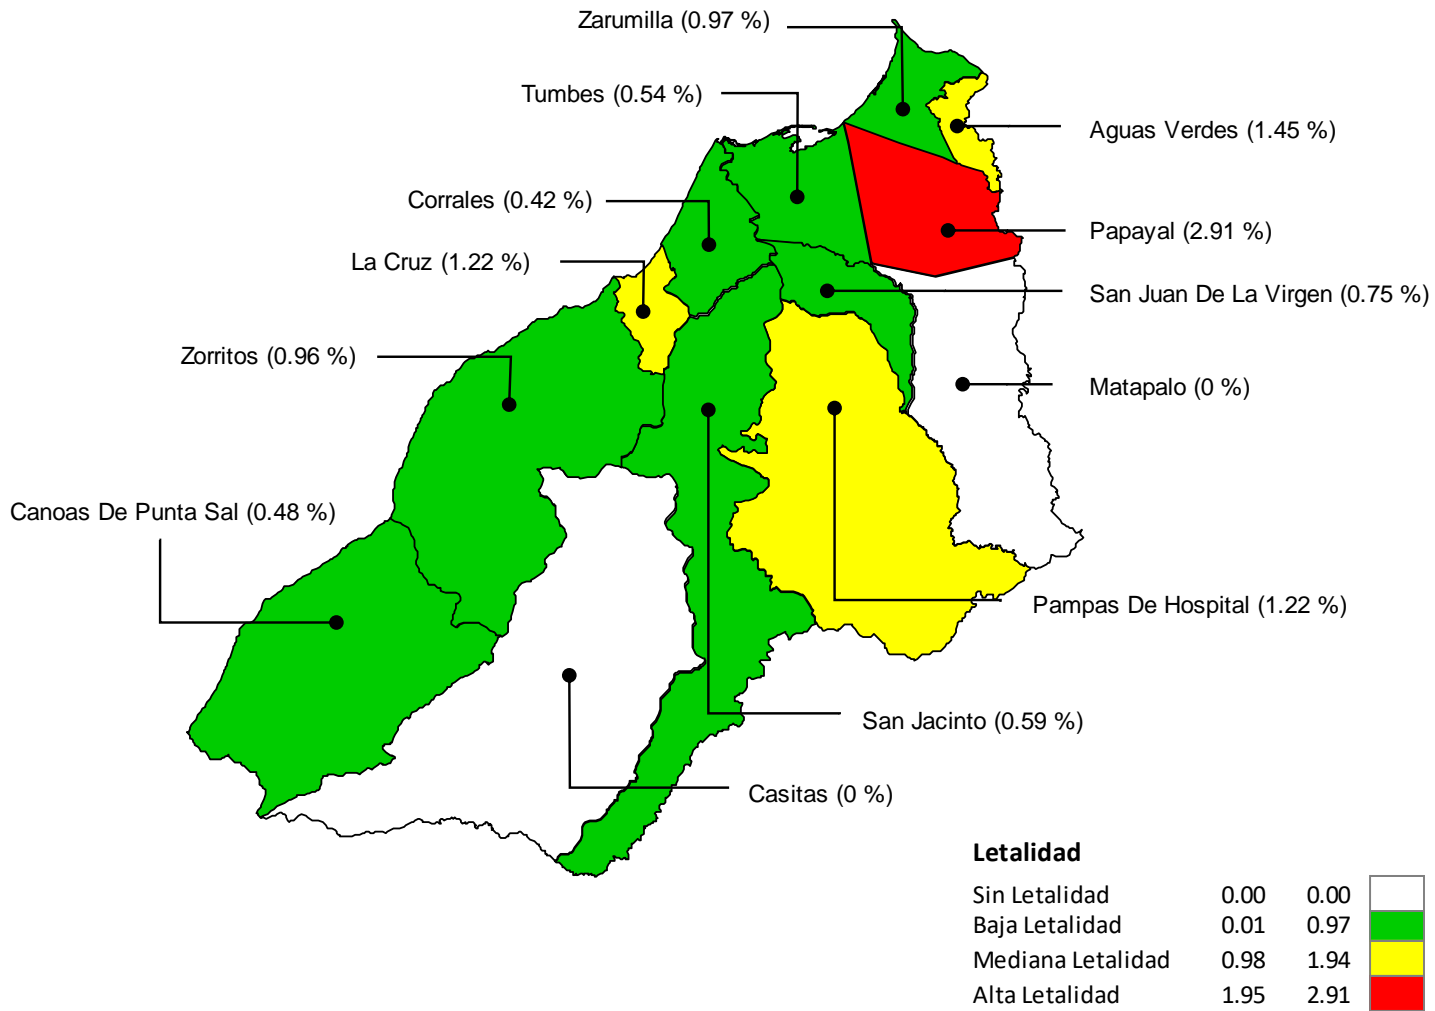 Zarumilla (0.97 %)
Tumbes (0.54 %)
Aguas Verdes (1.45 %)
Corrales (0.42 %)
Papayal (2.91 %)
La Cruz (1.22 %)
San Juan De La Virgen (0.75 %)
Zorritos (0.96 %)
Matapalo (0 %)
Canoas De Punta Sal (0.48 %)
Pampas De Hospital (1.22 %)
San Jacinto (0.59 %)
Casitas (0 %)
Letalidad
Sin Letalidad 0.00 0.00
Baja Letalidad 0.01 0.97
Mediana Letalidad 0.98 1.94
Alta Letalidad 1.95 2.91